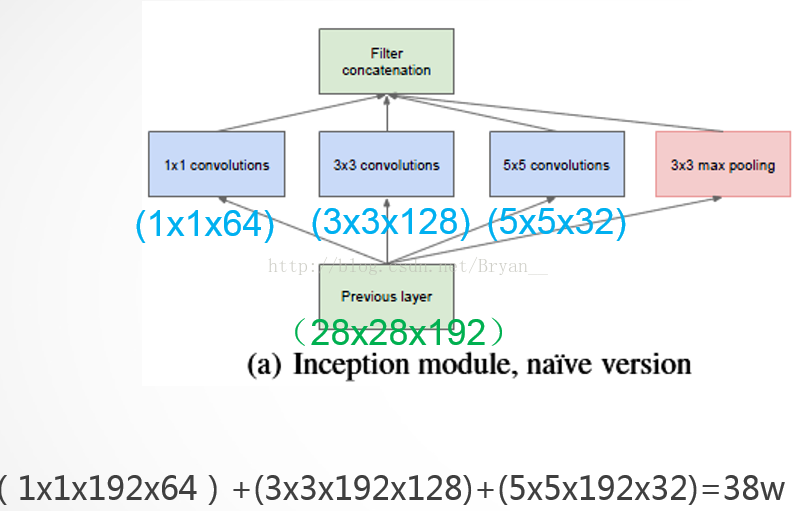 Filter
concatenation
1x1 convolutions
3x3 convolutions
5x5 convolutions
3x3 max pooling
(1x1x64)
(3x3x128)
(5x5x32)
http://blog.csdn.net/Bryan__
Previous layer
（28x28x192）
(a) Inception module, naïve version
( 1x1x192x64 ) +(3x3x192x128)+(5x5x192x32)=38w